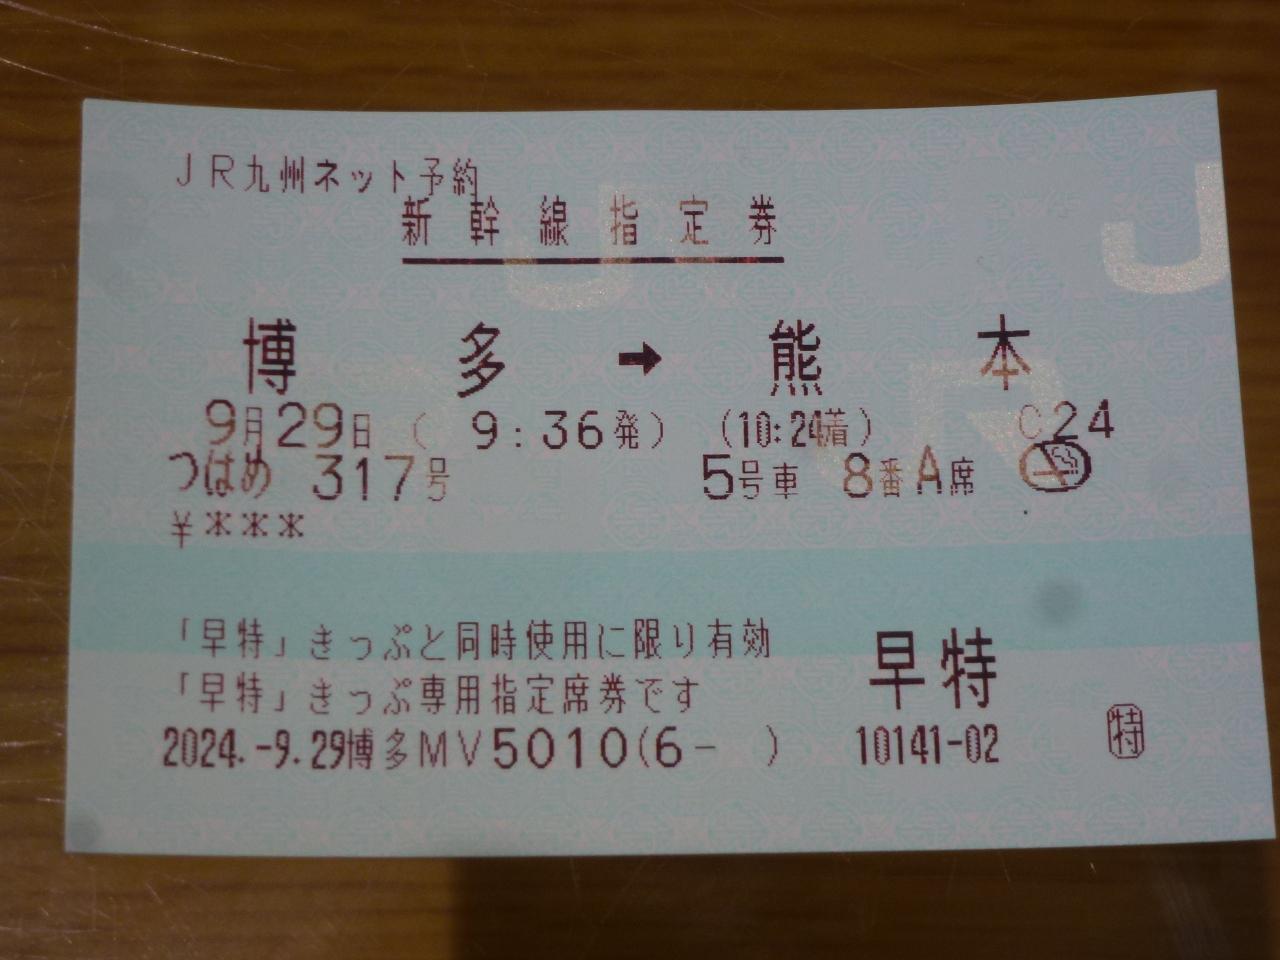 JR九州ネット予約
新幹線指定券
博多➡熊本
9月29日( 9:36発) (10:24着) C24
つばめ 317号 5号車 8番A席
¥***
「早特」きっぷと同時使用に限り有効
「早特」きっぷ専用指定席券です
早特
2024.-9.29博多MV5010(6- ) 10141-02 特
J
J
R